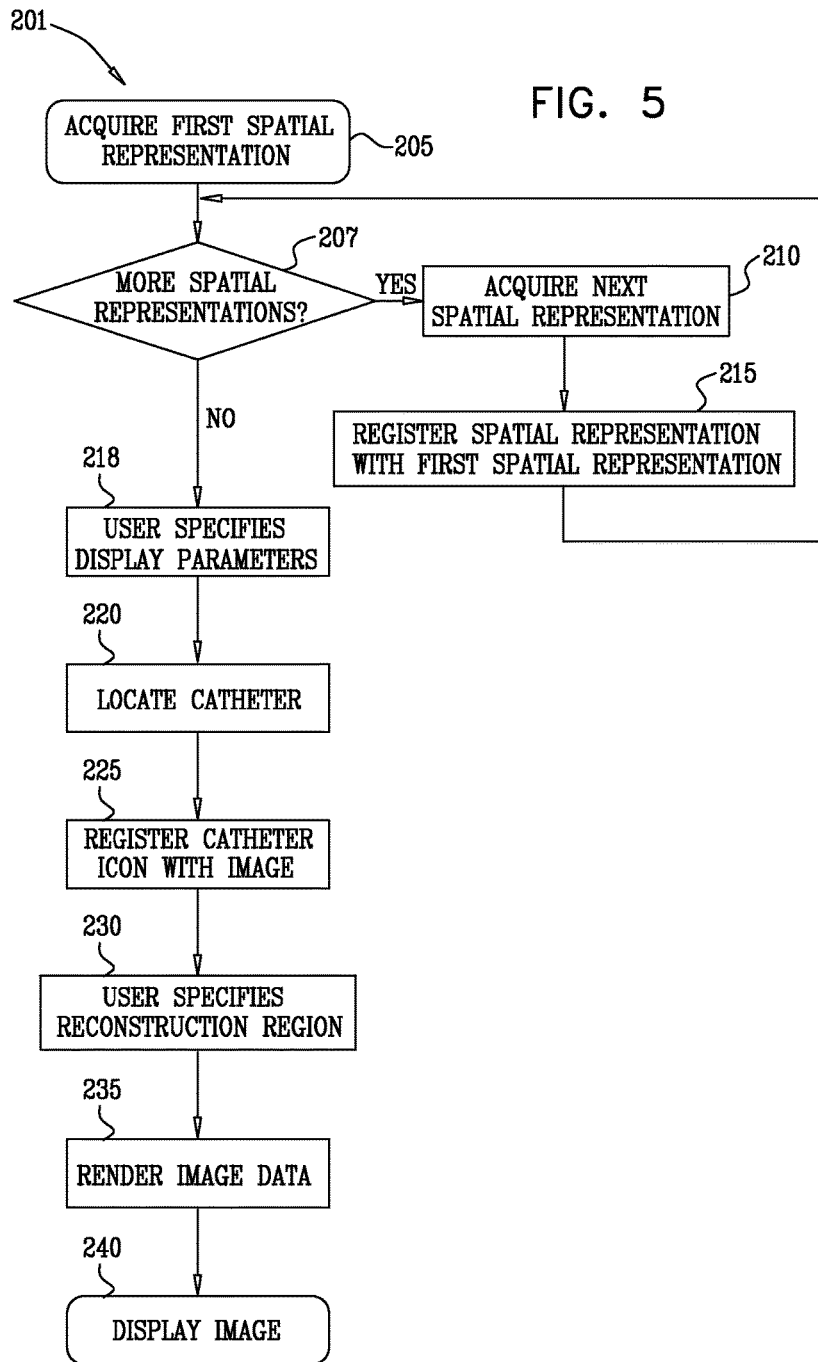 201
FIG. 5
ACQUIRE FIRST SPATIAL
REPRESENTATION
205
207
MORE SPATIAL
REPRESENTATIONS?
YES
210
ACQUIRE NEXT
SPATIAL REPRESENTATION
215
REGISTER SPATIAL REPRESENTATION
WITH FIRST SPATIAL REPRESENTATION
NO
218
USER SPECIFIES
DISPLAY PARAMETERS
220
LOCATE CATHETER
225
REGISTER CATHETER
ICON WITH IMAGE
230
USER SPECIFIES
RECONSTRUCTION REGION
235
RENDER IMAGE DATA
240
DISPLAY IMAGE